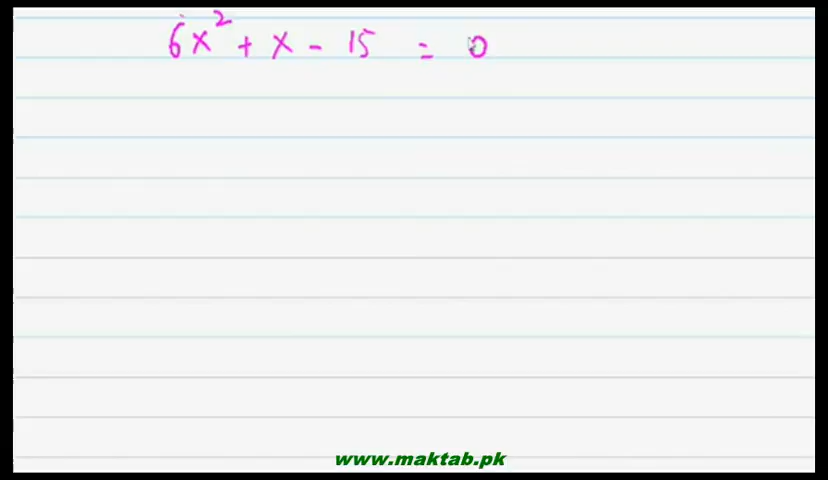 6x² + x - 15 = 0
www.maktab.pk